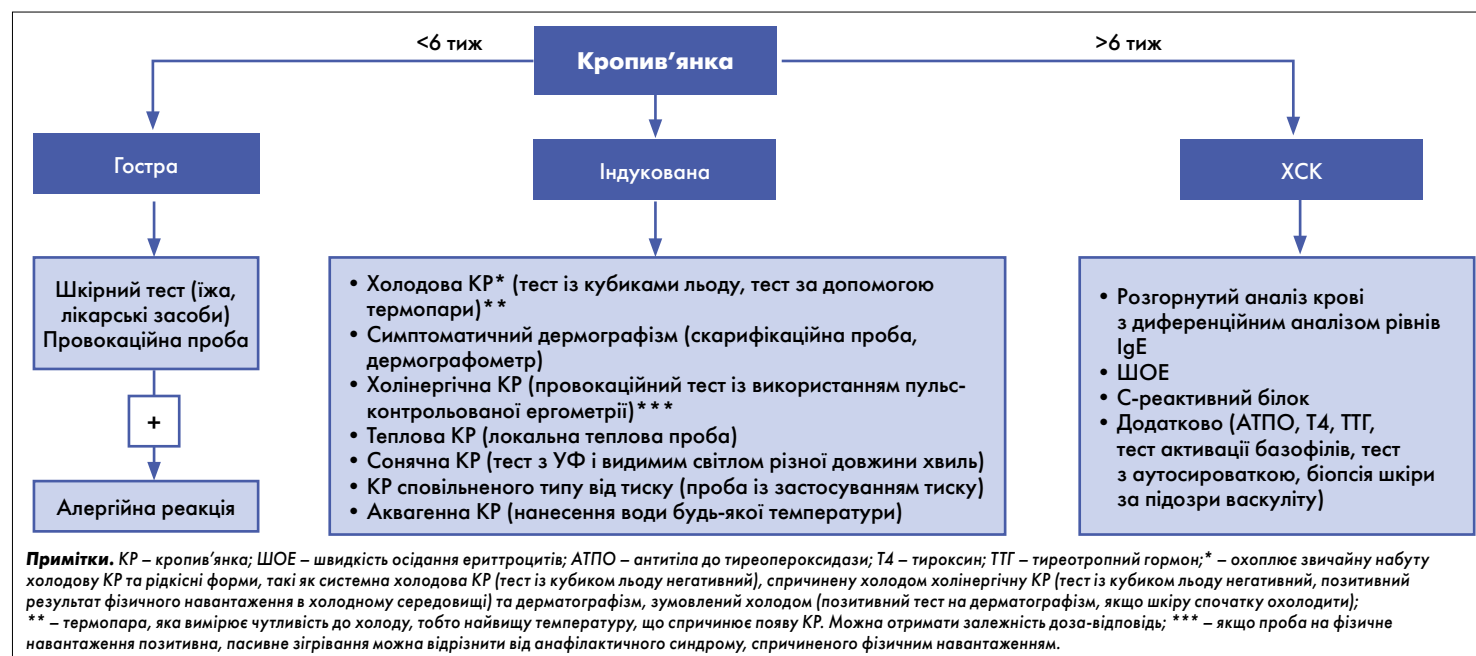 <6 тиж
Кропив'янка
>6 тиж
Гостра
Індукована
ХСК
Шкірний тест (їжа,
лікарські засоби)
Провокаційна проба
+
Алергійна реакція
• Холодова КР* (тест із кубиками льоду, тест за допомогою
термопари)**
• Симптоматичний дермографізм (скарифікаційна проба,
дермографометр)
• Холінергічна КР (провокаційний тест із використанням пульс-
контрольованої ергометрії)***
• Теплова КР (локальна теплова проба)
• Сонячна КР (тест з УФ і видимим світлом різної довжини хвиль)
• КР сповільненого типу від тиску (проба із застосуванням тиску)
• Аквагенна КР (нанесення води будь-якої температури)
• Розгорнутий аналіз крові
з диференційним аналізом рівнів
IgE
• ШОЕ
• С-реактивний білок
• Додатково (АТПО, Т4, ТТГ,
тест активації базофілів, тест
з аутосироваткою, біопсія шкіри
за підозри васкуліту)
Примітки. КР – кропив'янка; ШОЕ – швидкість осідання ериттроцитів; АТПО – антитіла до тиреопероксидази; Т4 – тироксин; ТТГ – тиреотропний гормон;* – охоплює звичайну набуту
холодову КР та рідкісні форми, такі як системна холодова КР (тест із кубиком льоду негативний), спричинену холодом холінергічну КР (тест із кубиком льоду негативний, позитивний
результат фізичного навантаження в холодному середовищі) та дерматографізм, зумовлений холодом (позитивний тест на дерматографізм, якщо шкіру спочатку охолодити);
** – термопара, яка вимірює чутливість до холоду, тобто найвищу температуру, що спричинює появу КР. Можна отримати залежність доза-відповідь; *** – якщо проба на фізичне
навантаження позитивна, пасивне зігрівання можна відрізнити від анафілактичного синдрому, спричиненого фізичним навантаженням.